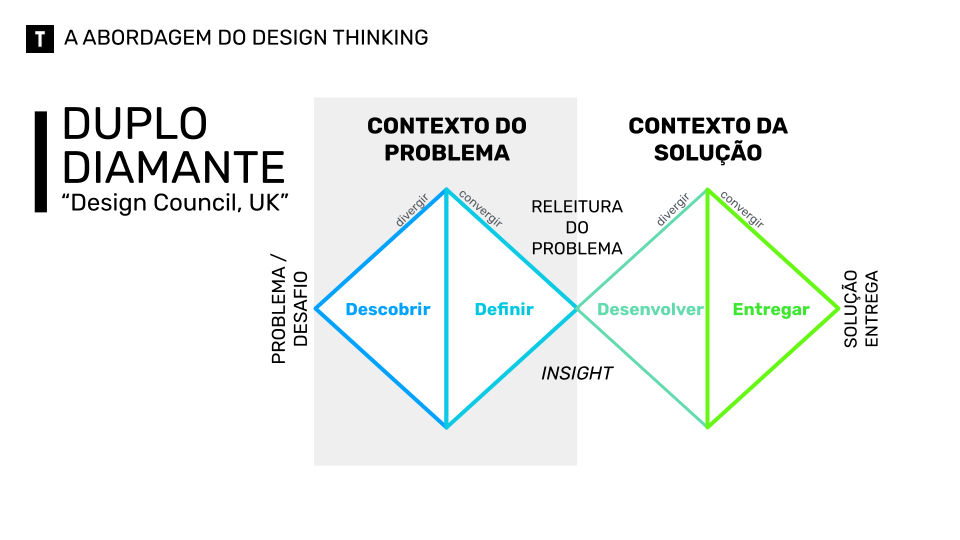 T A ABORDAGEM DO DESIGN THINKING
DUPLO
DIAMANTE
“Design Council, UK”
CONTEXTO DO
PROBLEMA
CONTEXTO DA
SOLUÇÃO
divergir
convergir
RELEITURA
DO
PROBLEMA
divergir
convergir
PROBLEMA /
DESAFIO
Descobrir
Definir
Desenvolver
Entregar
SOLUÇÃO
ENTREGA
INSIGHT